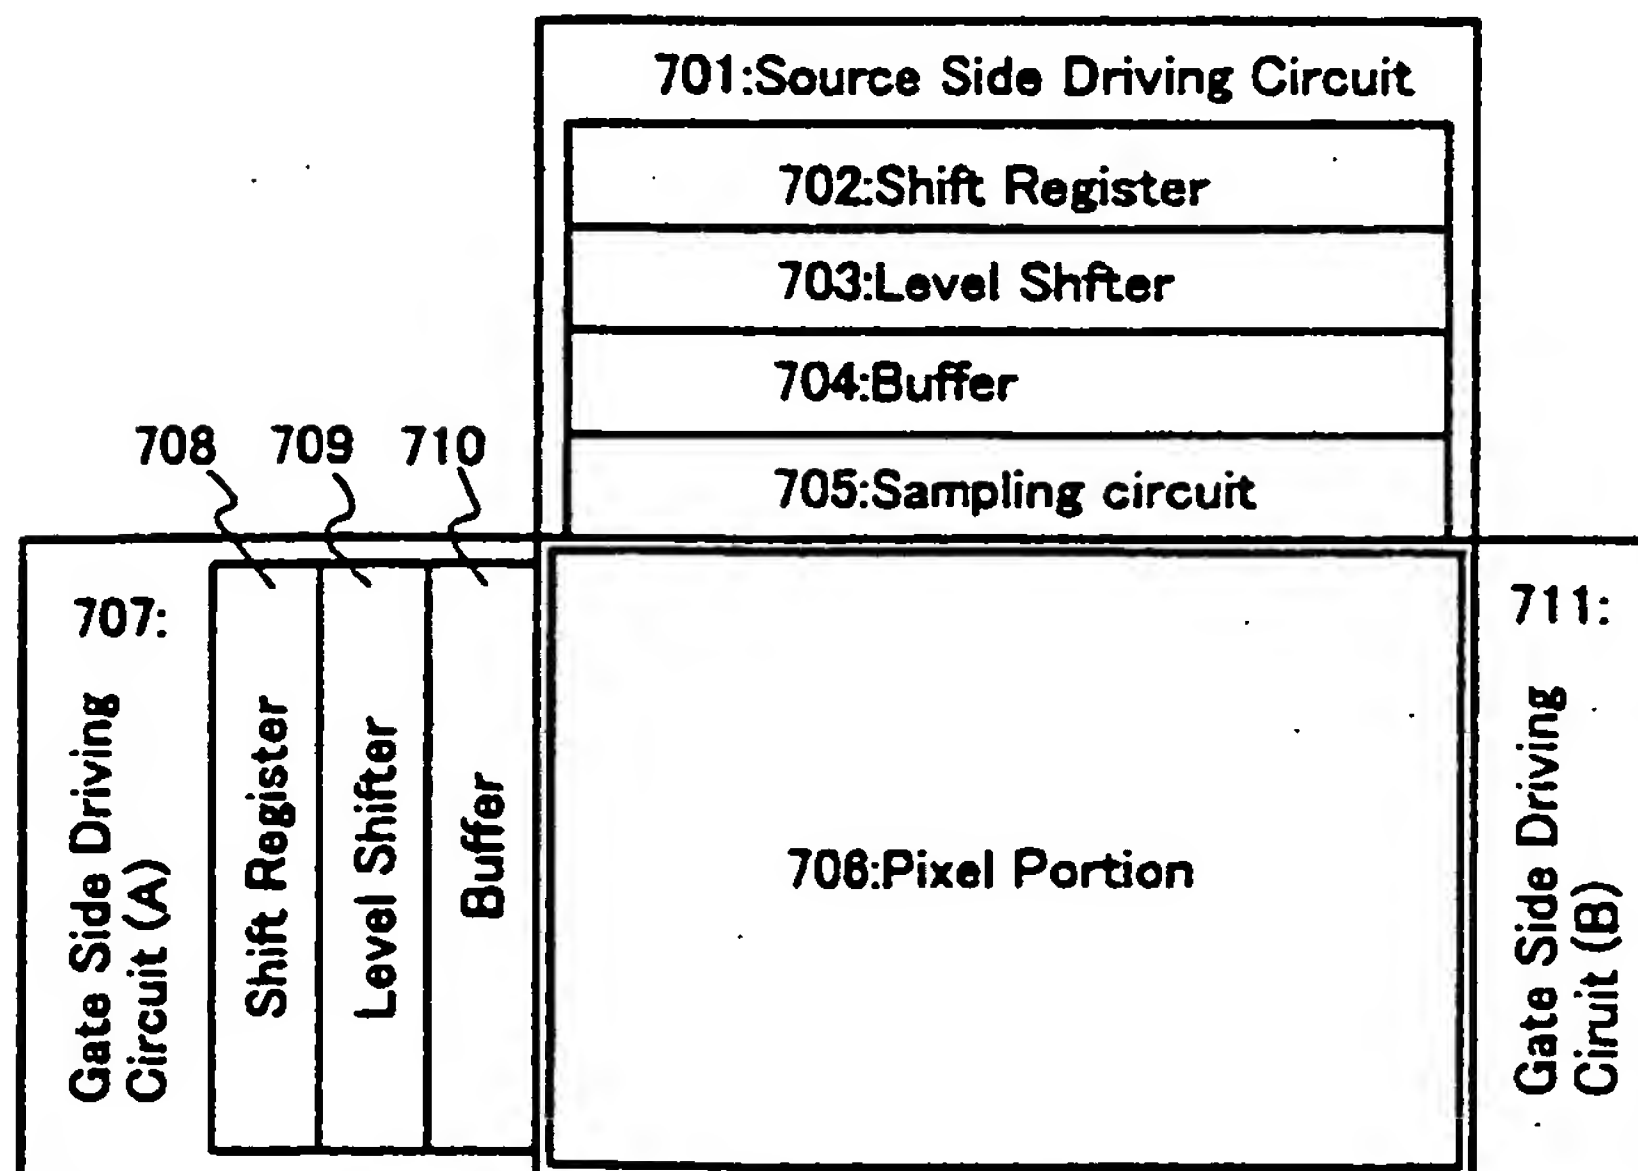 701:Source Side Driving Circuit
702:Shift Register
703:Level Shfter
704:Buffer
705:Sampling circuit
708
709
710
707:
Gate Side Driving
Circuit (A)
Shift Register
Level Shifter
Buffer
706:Pixel Portion
711:
Gate Side Driving
Ciruit (B)